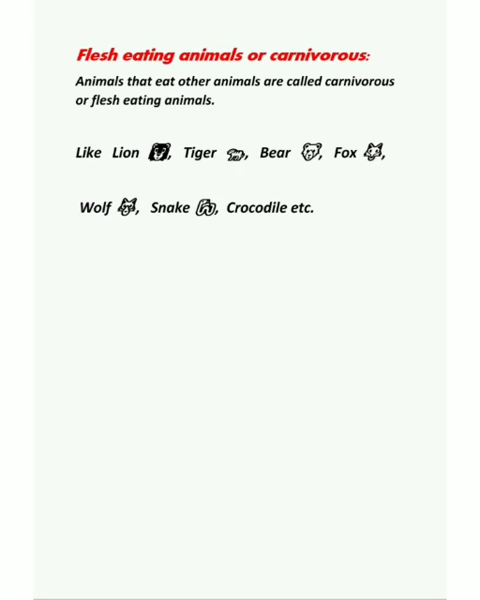 Flesh eating animals or carnivorous:
Animals that eat other animals are called carnivorous
or flesh eating animals.
Like Lion 🦁, Tiger 🐅, Bear 🐻, Fox 🦊,
Wolf 🐺, Snake 🐍, Crocodile etc.